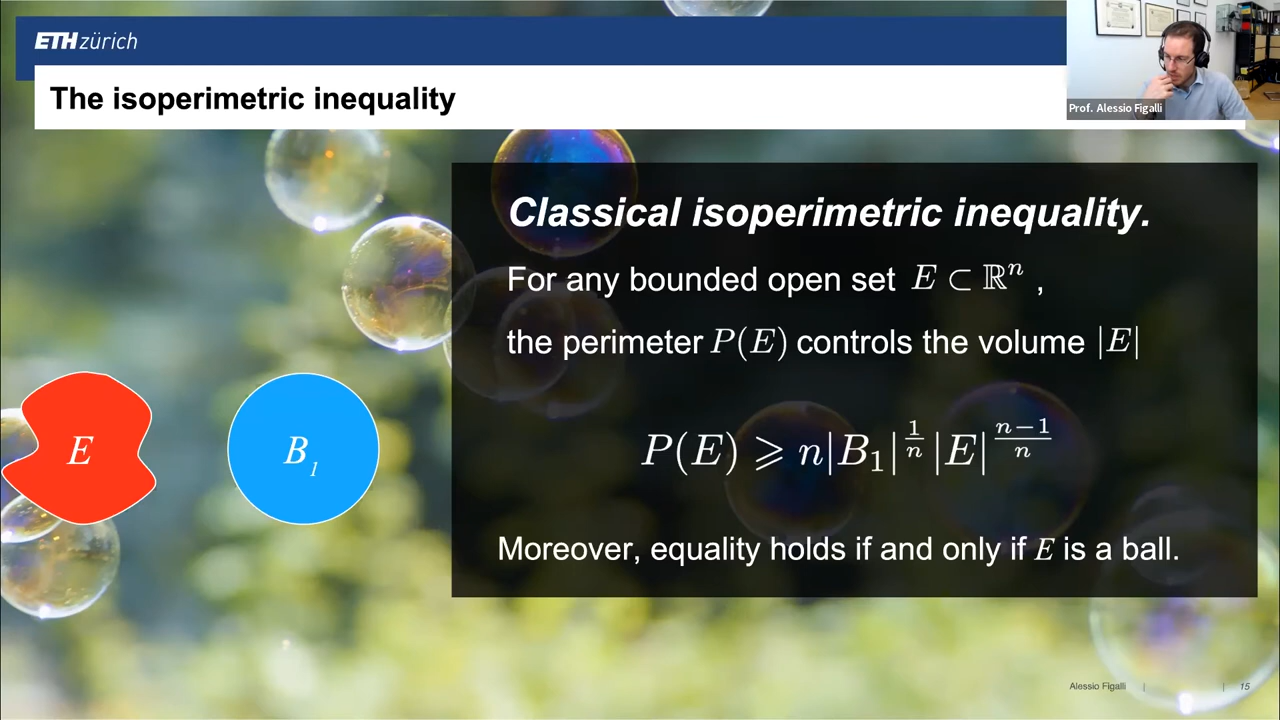 ETH zürich
The isoperimetric inequality
Prof. Alessio Figalli
Classical isoperimetric inequality.
For any bounded open set E ⊂ ℝⁿ ,
the perimeter P(E) controls the volume |E|
P(E) ⩾ n|B₁|^{\frac{1}{n}} |E|^{\frac{n-1}{n}}
Moreover, equality holds if and only if E is a ball.
E
B₁
Alessio Figalli | | 15